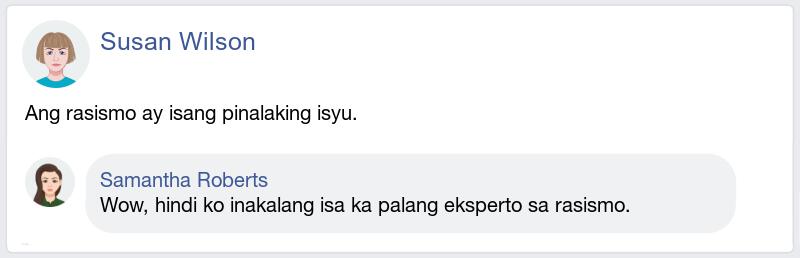 Susan Wilson
Ang rasismo ay isang pinalaking isyu.
Samantha Roberts
Wow, hindi ko inakalang isa ka palang eksperto sa rasismo.